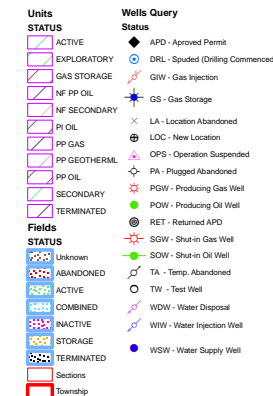 Units
STATUS
ACTIVE
EXPLORATORY
GAS STORAGE
NF PP OIL
NF SECONDARY
PI OIL
PP GAS
PP GEOTHERML
PP OIL
SECONDARY
TERMINATED
Fields
STATUS
Unknown
ABANDONED
ACTIVE
COMBINED
INACTIVE
STORAGE
TERMINATED
Sections
Township
Wells Query
Status
APD - Aproved Permit
DRL - Spuded (Drilling Commenced
GIW - Gas Injection
GS - Gas Storage
LA - Location Abandoned
LOC - New Location
OPS - Operation Suspended
PA - Plugged Abandoned
PGW - Producing Gas Well
POW - Producing Oil Well
RET - Returned APD
SGW - Shut-in Gas Well
SOW - Shut-in Oil Well
TA - Temp. Abandoned
TW - Test Well
WDW - Water Disposal
WIW - Water Injection Well
WSW - Water Supply Well